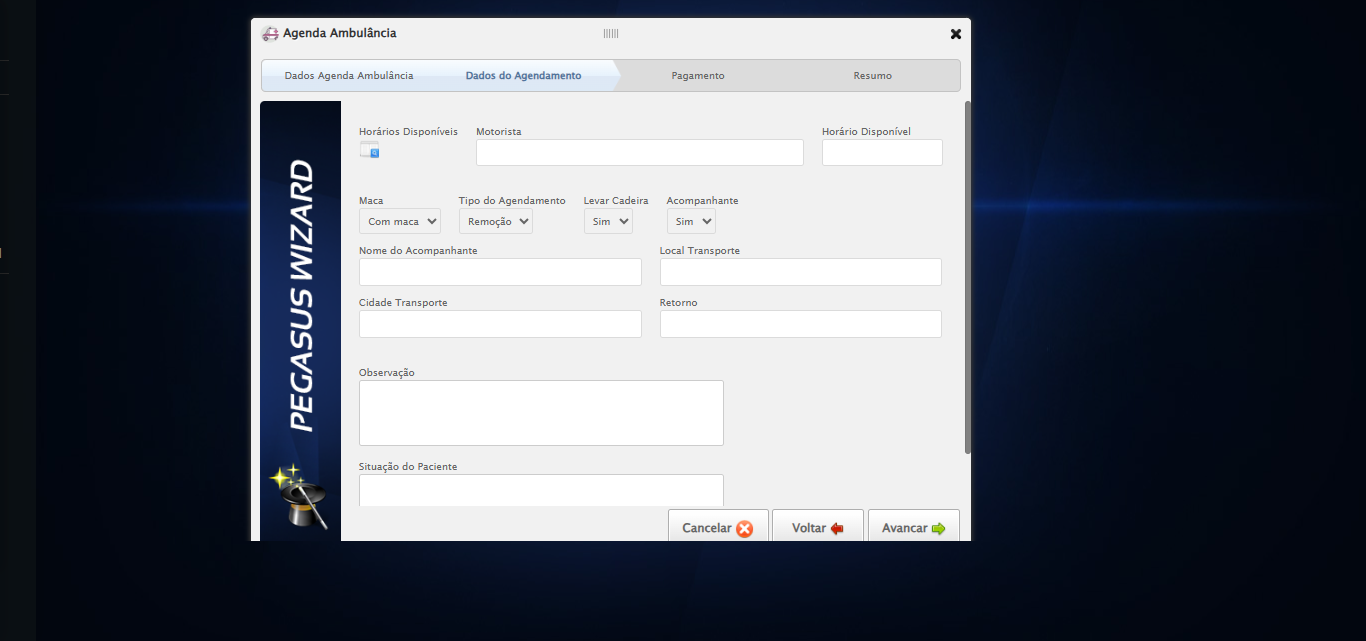 Agenda Ambulância
Dados Agenda Ambulância Dados do Agendamento Pagamento Resumo
PEGASUS WIZARD
Horários Disponíveis Motorista Horário Disponível
Maca Tipo do Agendamento Levar Cadeira Acompanhante
Com maca Remoção Sim Sim
Nome do Acompanhante Local Transporte
Cidade Transporte Retorno
Observação
Situação do Paciente
Cancelar Voltar Avancar